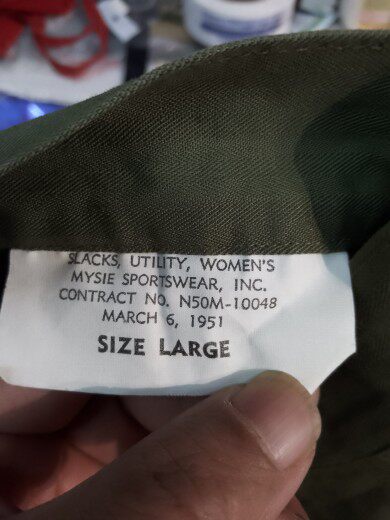 SLACKS, UTILITY, WOMEN'S
MYSIE SPORTSWEAR, INC.
CONTRACT NO. N50M-10048
MARCH 6, 1951
SIZE LARGE